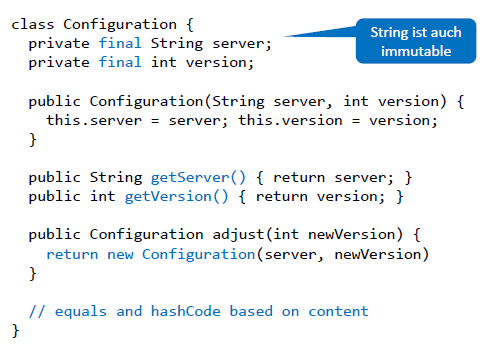 class Configuration {
private final String server;
private final int version;
String ist auch
immutable
public Configuration(String server, int version) {
this.server = server; this.version = version;
}
public String getServer() { return server; }
public int getVersion() { return version; }
public Configuration adjust(int newVersion) {
return new Configuration(server, newVersion)
}
// equals and hashCode based on content
}